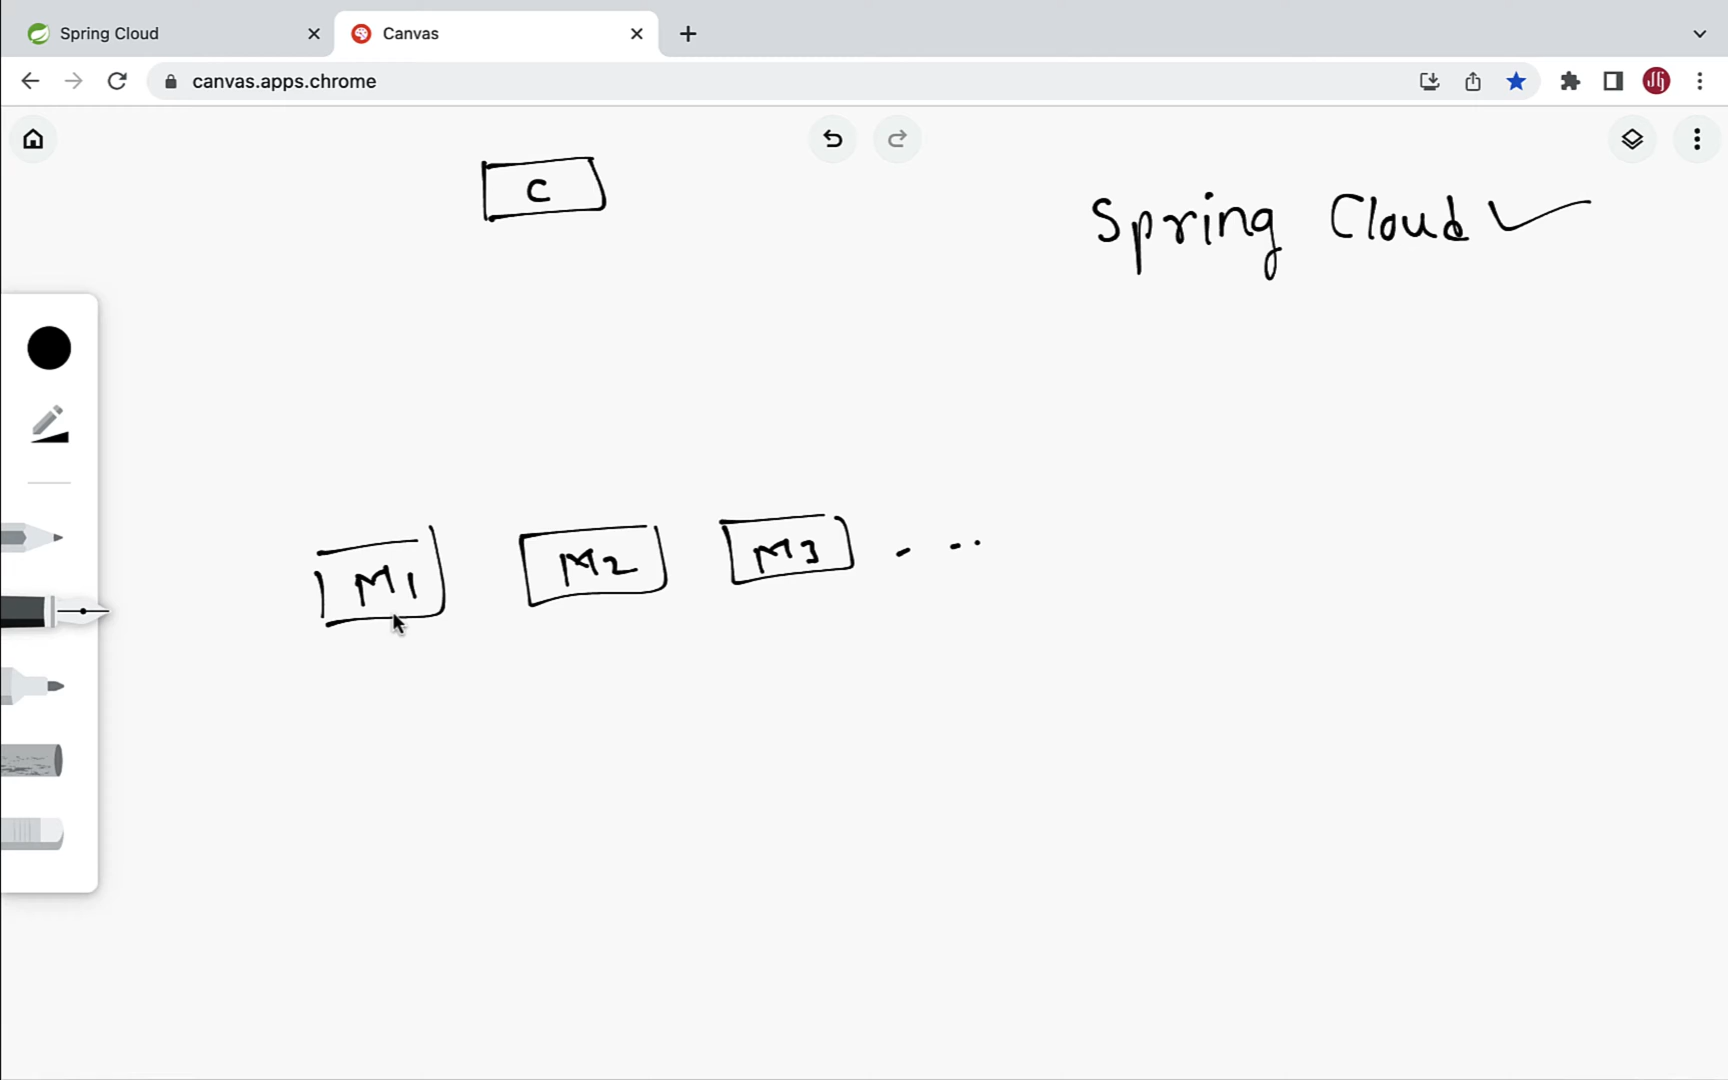 Spring Cloud
Canvas
canvas.apps.chrome
C
Spring Cloud
M1 M2 M3 . ..